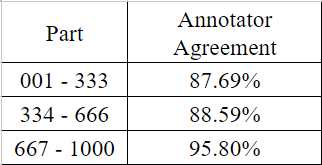 Part
Annotator
Agreement
001 - 333 87.69%
334 - 666 88.59%
667 - 1000 95.80%